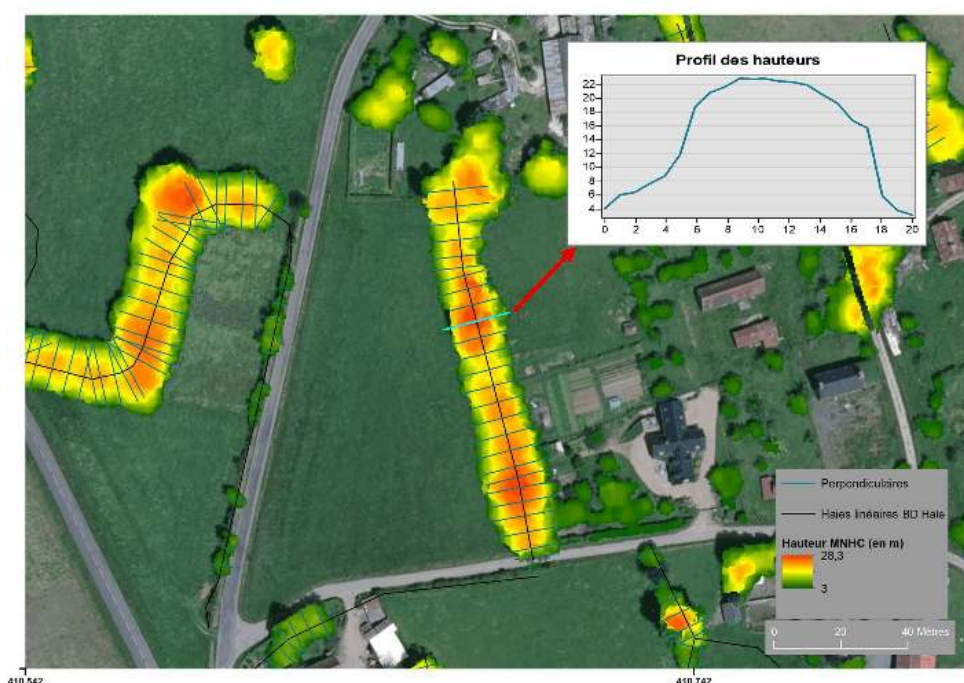 Profil des hauteurs
22
20
18
16
14
12
10
8
6
4
0 2 4 6 8 10 12 14 16 18 20
Perpendiculaires
Haies linéaires BD Haie
Hauteur MNHC (en m)
28,3
3
0 20 40 Mètres
410.542 410.742